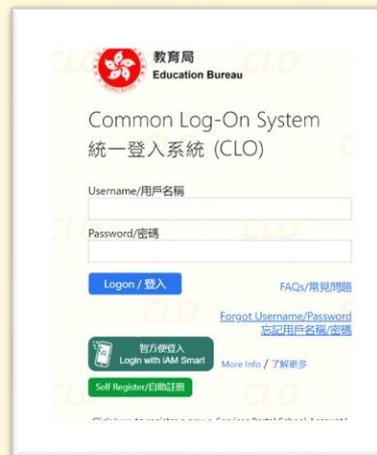 教育局
Education Bureau
Common Log-On System
統一登入系統 (CLO)
Username/用戶名稱
Password/密碼
Logon / 登入
FAQs/常見問題
Forgot Username/Password
忘記用戶名稱/密碼
智方便登入
Login with iAM Smart
More Info / 了解更多
Self Register/自助註冊